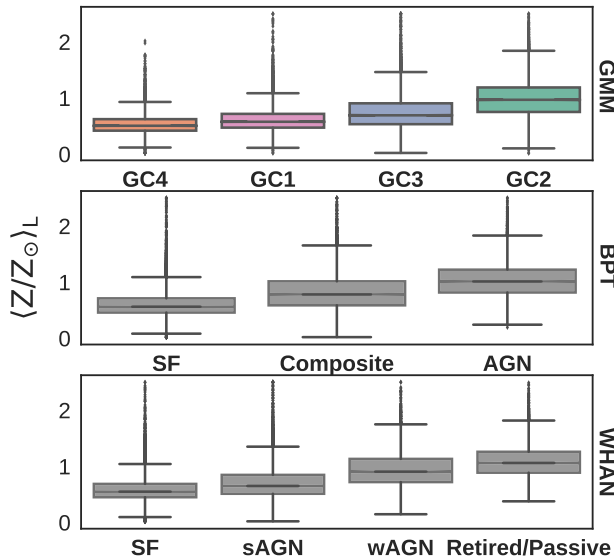 2
1
0
GMM
GC4 GC1 GC3 GC2
⟨Z/Z⊙⟩L
2
1
0
BPT
SF Composite AGN
2
1
0
WHAN
SF sAGN wAGN Retired/Passive